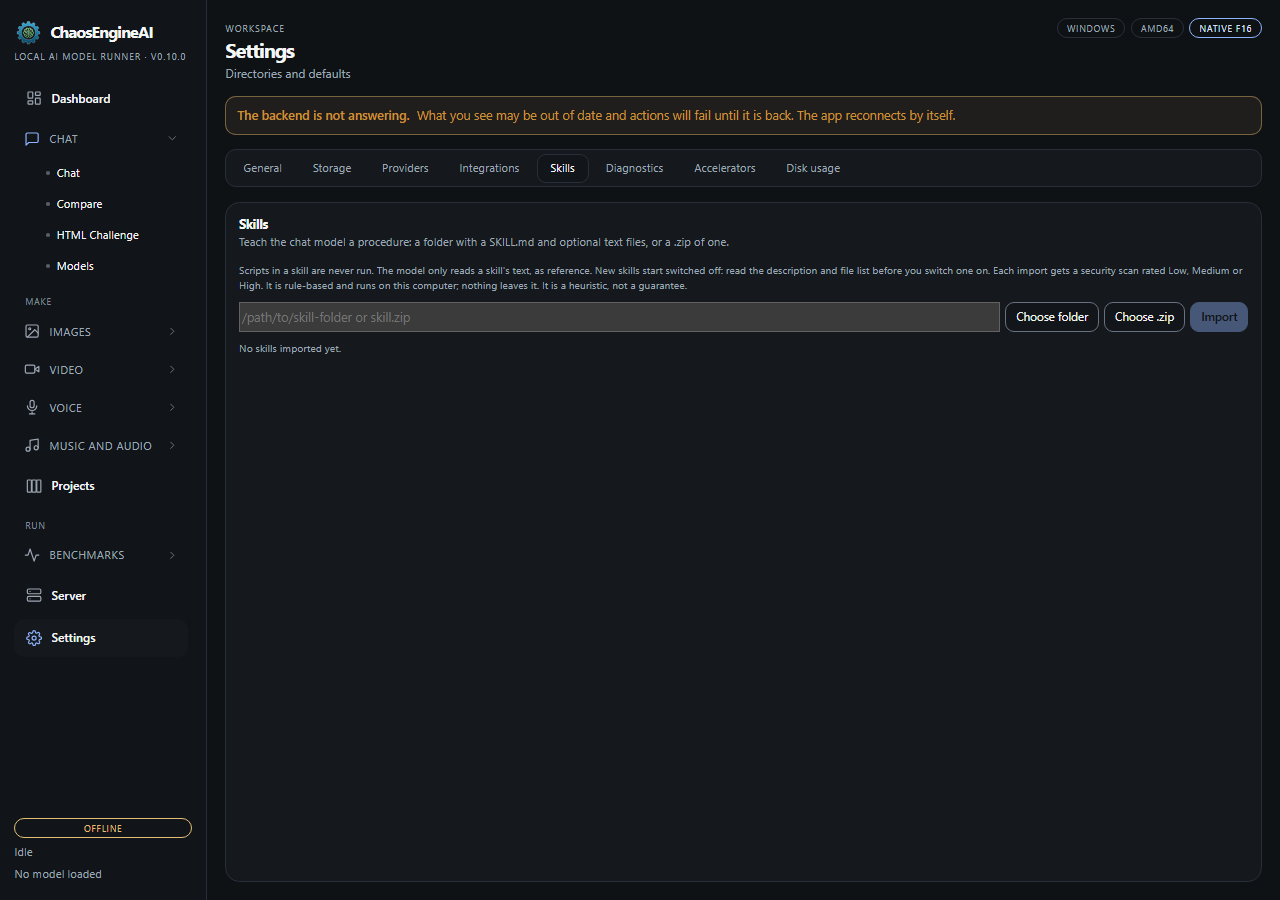 ChaosEngineAI
LOCAL AI MODEL RUNNER · V0.10.0
Dashboard
CHAT
Chat
Compare
HTML Challenge
Models
MAKE
IMAGES
VIDEO
VOICE
MUSIC AND AUDIO
Projects
RUN
BENCHMARKS
Server
Settings
OFFLINE
Idle
No model loaded
WORKSPACE
Settings
Directories and defaults
WINDOWS
AMD64
NATIVE F16
The backend is not answering. What you see may be out of date and actions will fail until it is back. The app reconnects by itself.
General
Storage
Providers
Integrations
Skills
Diagnostics
Accelerators
Disk usage
Skills
Teach the chat model a procedure: a folder with a SKILL.md and optional text files, or a .zip of one.
Scripts in a skill are never run. The model only reads a skill's text, as reference. New skills start switched off: read the description and file list before you switch one on. Each import gets a security scan rated Low, Medium or
High. It is rule-based and runs on this computer; nothing leaves it. It is a heuristic, not a guarantee.
/path/to/skill-folder or skill.zip
Choose folder
Choose .zip
Import
No skills imported yet.